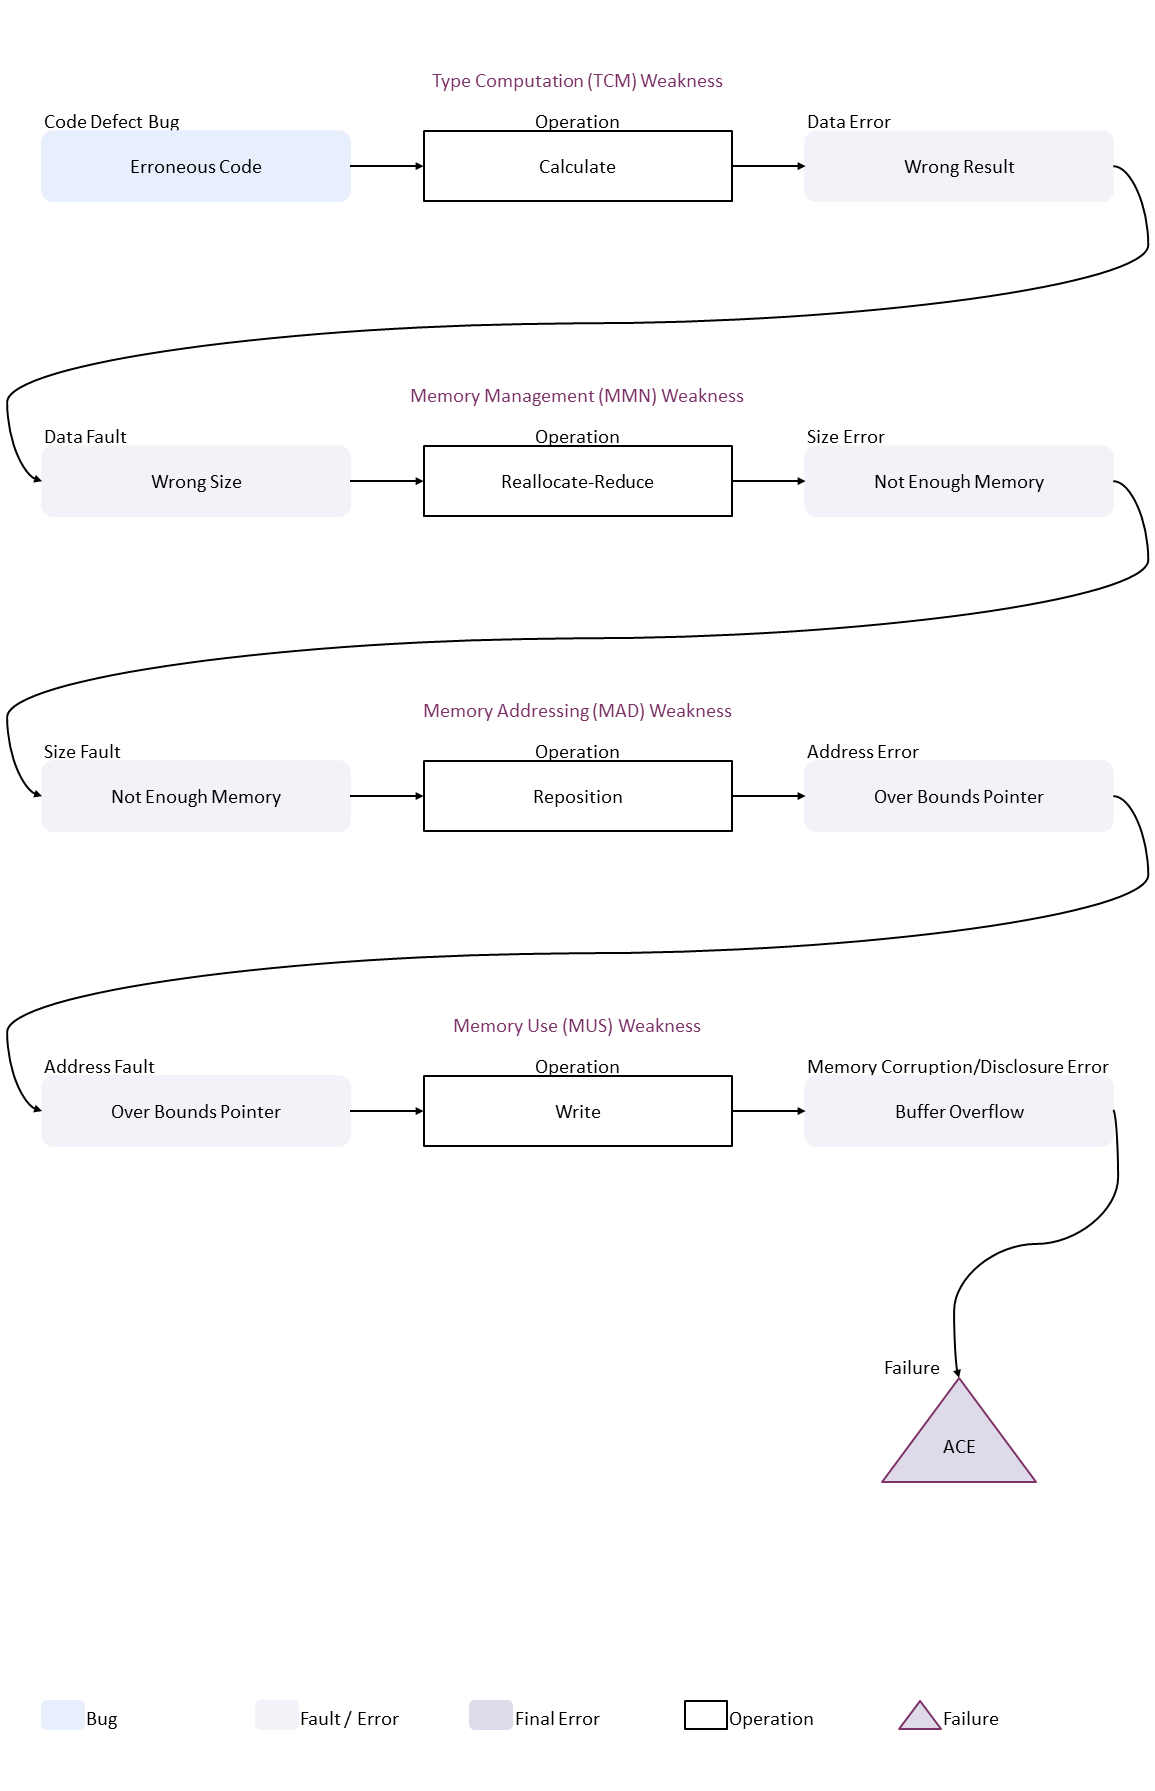 Type Computation (TCM) Weakness
Code Defect Bug
Operation
Data Error
Erroneous Code
Calculate
Wrong Result
Memory Management (MMN) Weakness
Data Fault
Operation
Size Error
Wrong Size
Reallocate-Reduce
Not Enough Memory
Memory Addressing (MAD) Weakness
Size Fault
Operation
Address Error
Not Enough Memory
Reposition
Over Bounds Pointer
Memory Use (MUS) Weakness
Address Fault
Operation
Memory Corruption/Disclosure Error
Over Bounds Pointer
Write
Buffer Overflow
Failure
ACE
Bug
Fault / Error
Final Error
Operation
Failure